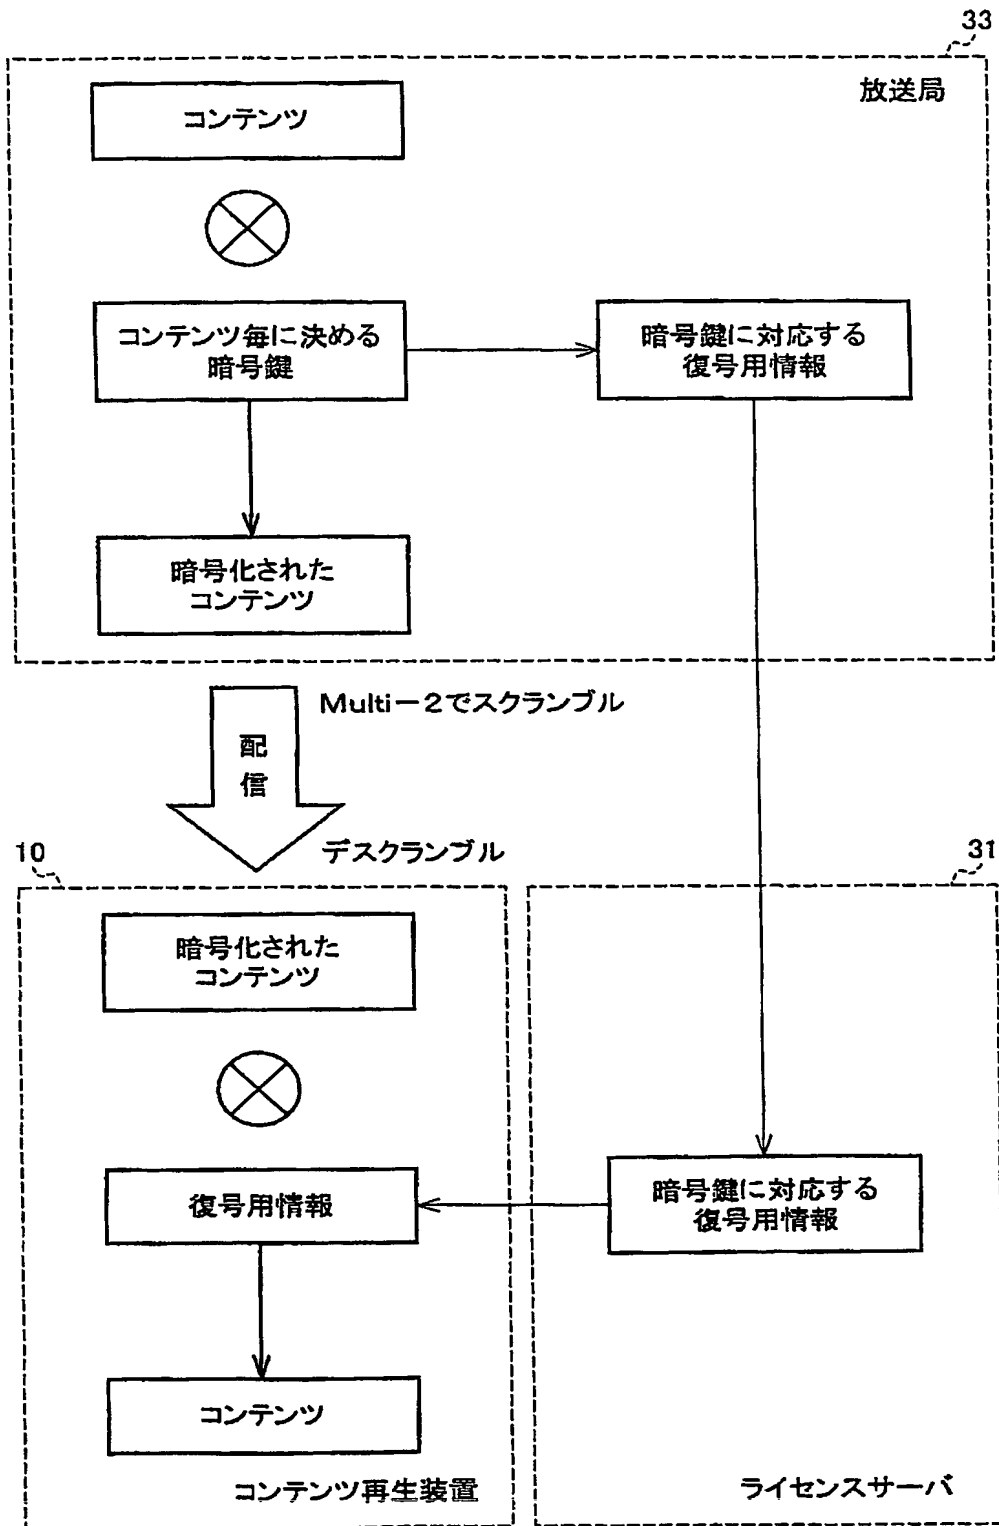 33
放送局
コンテンツ
コンテンツ毎に決める
暗号鍵
暗号鍵に対応する
復号用情報
暗号化された
コンテンツ
Multi－2でスクランブル
配
信
デスクランブル
10
31
暗号化された
コンテンツ
復号用情報
暗号鍵に対応する
復号用情報
コンテンツ
コンテンツ再生装置
ライセンスサーバ